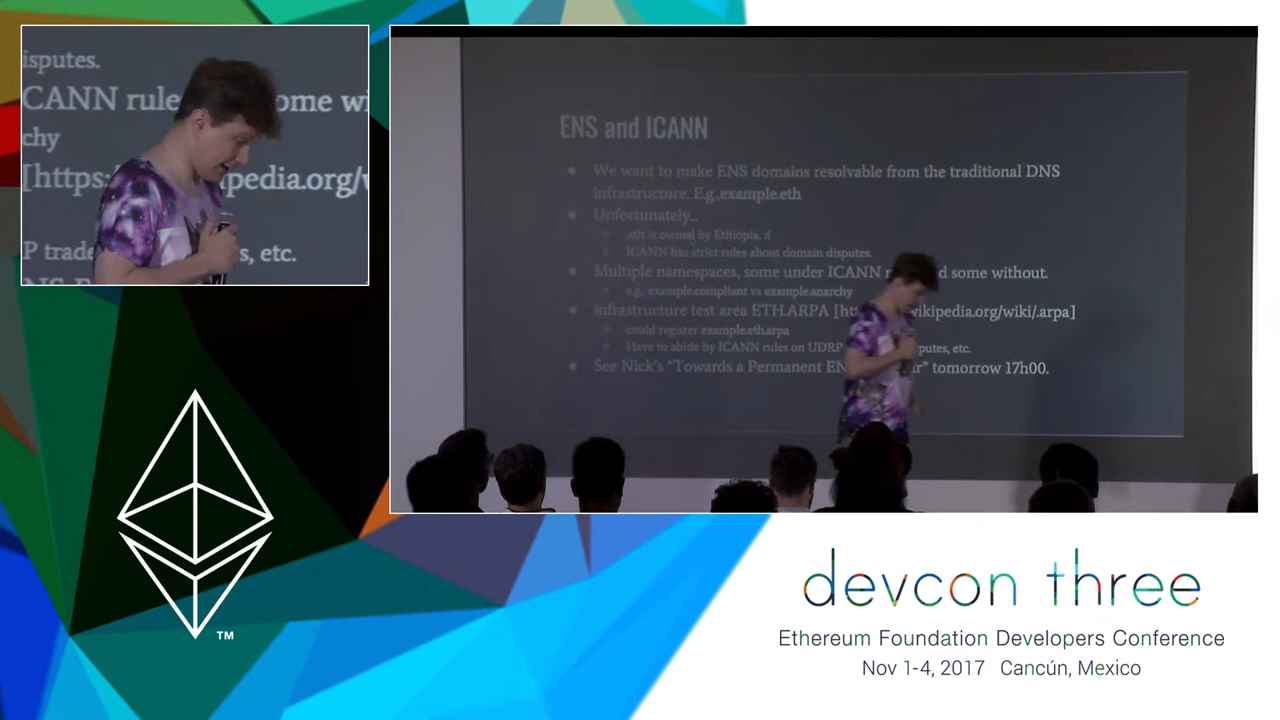 isputes.
CANN rule ome wi
chy
[https: ipedia.org/w
P trade s, etc.
ENS and ICANN
We want to make ENS domains resolvable from the traditional DNS
infrastructure. E.g.,example.eth
Unfortunately...
.eth is owned by Ethiopia. :(
ICANN has strict rules about domain disputes.
Multiple namespaces, some under ICANN r d some without.
e.g., example.compliant vs example.anarchy
Infrastructure test area ETH.ARPA [ht wikipedia.org/wiki/.arpa]
could register example.eth.arpa
Have to abide by ICANN rules on UDRP putes, etc.
See Nick's "Towards a Permanent EN r" tomorrow 17h00.
TM
devcon three
Ethereum Foundation Developers Conference
Nov 1-4, 2017 Cancún, Mexico